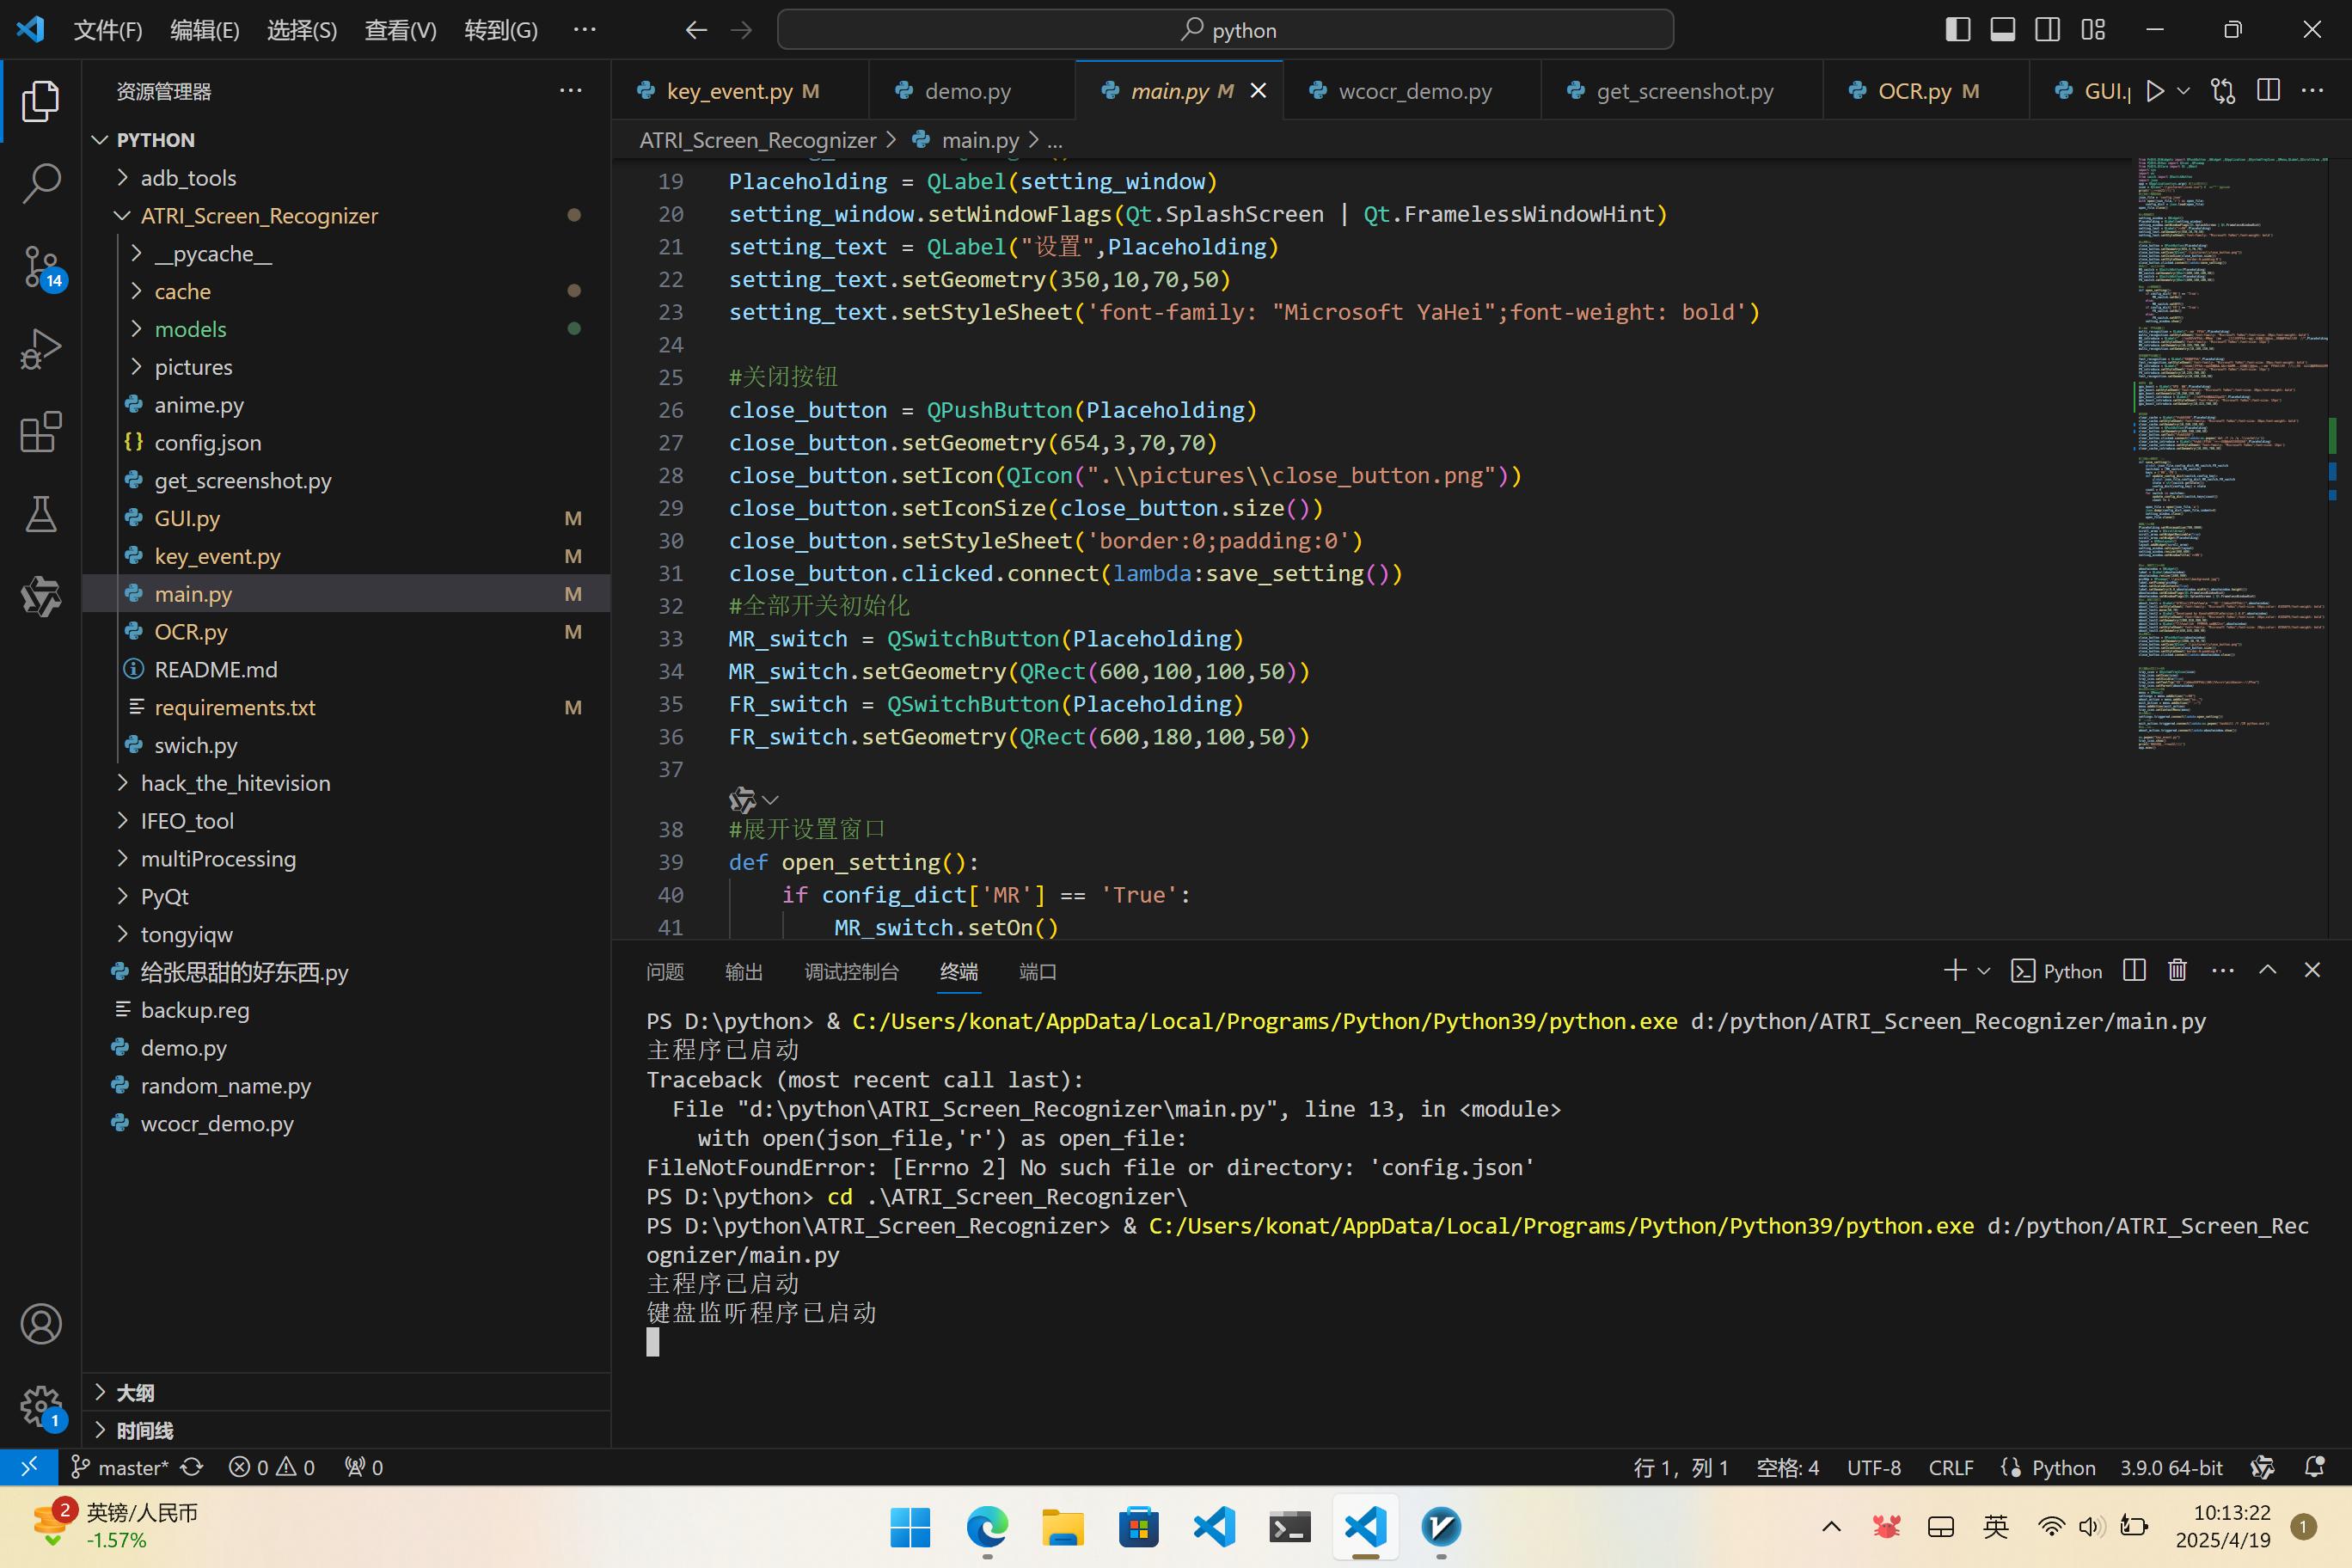 文件(F) 编辑(E) 选择(S) 查看(V) 转到(G) ··· python
资源管理器 ···
PYTHON
adb_tools
ATRI_Screen_Recognizer
__pycache__
cache
models
pictures
anime.py
config.json
get_screenshot.py
GUI.py M
key_event.py M
main.py M
OCR.py M
README.md
requirements.txt M
swich.py
hack_the_hitevision
IFEO_tool
multiProcessing
PyQt
tongyiqw
给张思甜的好东西.py
backup.reg
demo.py
random_name.py
wcocr_demo.py
大纲
时间线
14
1
key_event.py M demo.py main.py M wcocr_demo.py get_screenshot.py OCR.py M GUI.p
ATRI_Screen_Recognizer > main.py > ...
19 Placeholding = QLabel(setting_window)
20 setting_window.setWindowFlags(Qt.SplashScreen | Qt.FramelessWindowHint)
21 setting_text = QLabel("设置",Placeholding)
22 setting_text.setGeometry(350,10,70,50)
23 setting_text.setStyleSheet('font-family: "Microsoft YaHei";font-weight: bold')
24
25 #关闭按钮
26 close_button = QPushButton(Placeholding)
27 close_button.setGeometry(654,3,70,70)
28 close_button.setIcon(QIcon(".\\pictures\\close_button.png"))
29 close_button.setIconSize(close_button.size())
30 close_button.setStyleSheet('border:0;padding:0')
31 close_button.clicked.connect(lambda:save_setting())
32 #全部开关初始化
33 MR_switch = QSwitchButton(Placeholding)
34 MR_switch.setGeometry(QRect(600,100,100,50))
35 FR_switch = QSwitchButton(Placeholding)
36 FR_switch.setGeometry(QRect(600,180,100,50))
37
38 #展开设置窗口
39 def open_setting():
40 if config_dict['MR'] == 'True':
41 MR_switch.setOn()
问题 输出 调试控制台 终端 端口 Python
PS D:\python> & C:/Users/konat/AppData/Local/Programs/Python/Python39/python.exe d:/python/ATRI_Screen_Recognizer/main.py
主程序已启动
Traceback (most recent call last):
File "d:\python\ATRI_Screen_Recognizer\main.py", line 13, in <module>
with open(json_file,'r') as open_file:
FileNotFoundError: [Errno 2] No such file or directory: 'config.json'
PS D:\python> cd .\ATRI_Screen_Recognizer\
PS D:\python\ATRI_Screen_Recognizer> & C:/Users/konat/AppData/Local/Programs/Python/Python39/python.exe d:/python/ATRI_Screen_Rec
ognizer/main.py
主程序已启动
键盘监听程序已启动
master* 0 0 0 行 1，列 1 空格: 4 UTF-8 CRLF Python 3.9.0 64-bit
2 英镑/人民币
-1.57%
英 10:13:22
2025/4/19 1